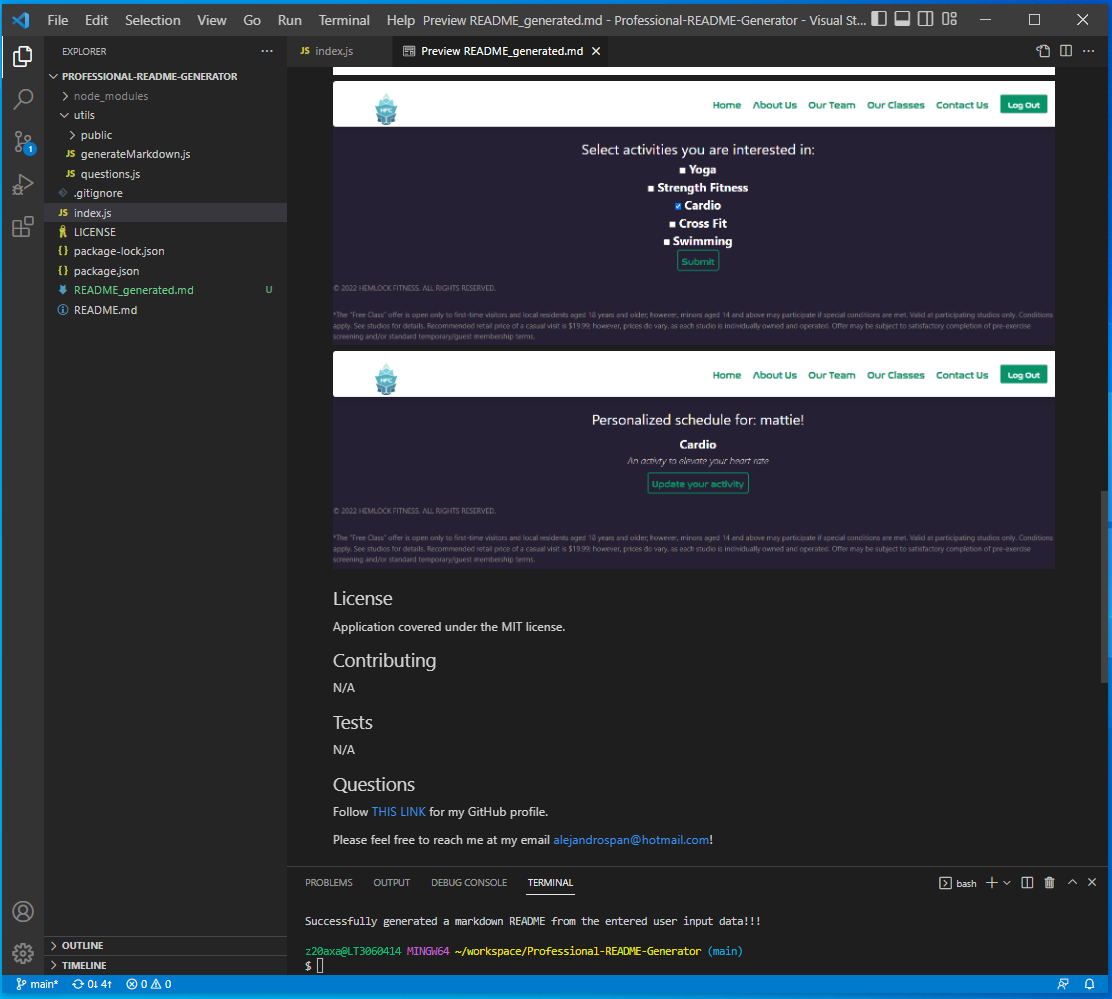 File Edit Selection View Go Run Terminal Help Preview README_generated.md - Professional-README-Generator - Visual St...
EXPLORER
PROFESSIONAL-README-GENERATOR
node_modules
utils
public
JS generateMarkdown.js
JS questions.js
.gitignore
JS index.js
LICENSE
{} package-lock.json
{} package.json
README_generated.md U
README.md
1
OUTLINE
TIMELINE
JS index.js
Preview README_generated.md
HFC
Home About Us Our Team Our Classes Contact Us Log Out
Select activities you are interested in:
Yoga
Strength Fitness
Cardio
Cross Fit
Swimming
Submit
© 2022 HEMLOCK FITNESS. ALL RIGHTS RESERVED.
*The "Free Class" offer is open only to first-time visitors and local residents aged 18 years and older; however, minors aged 14 and above may participate if special conditions are met. Valid at participating studios only. Conditions
apply. See studios for details. Recommended retail price of a casual visit is $19.99; however, prices do vary, as each studio is individually owned and operated. Offer may be subject to satisfactory completion of pre-exercise
screening and/or standard temporary/guest membership terms.
HFC
Home About Us Our Team Our Classes Contact Us Log Out
Personalized schedule for: mattie!
Cardio
An activty to elevate your heart rate
Update your activity
© 2022 HEMLOCK FITNESS. ALL RIGHTS RESERVED.
*The "Free Class" offer is open only to first-time visitors and local residents aged 18 years and older; however, minors aged 14 and above may participate if special conditions are met. Valid at participating studios only. Conditions
apply. See studios for details. Recommended retail price of a casual visit is $19.99; however, prices do vary, as each studio is individually owned and operated. Offer may be subject to satisfactory completion of pre-exercise
screening and/or standard temporary/guest membership terms.
License
Application covered under the MIT license.
Contributing
N/A
Tests
N/A
Questions
Follow THIS LINK for my GitHub profile.
Please feel free to reach me at my email alejandrospan@hotmail.com!
PROBLEMS OUTPUT DEBUG CONSOLE TERMINAL
bash
Successfully generated a markdown README from the entered user input data!!!
z20axa@LT3060414 MINGW64 ~/workspace/Professional-README-Generator (main)
$
main* 0↓ 4↑ 0 0